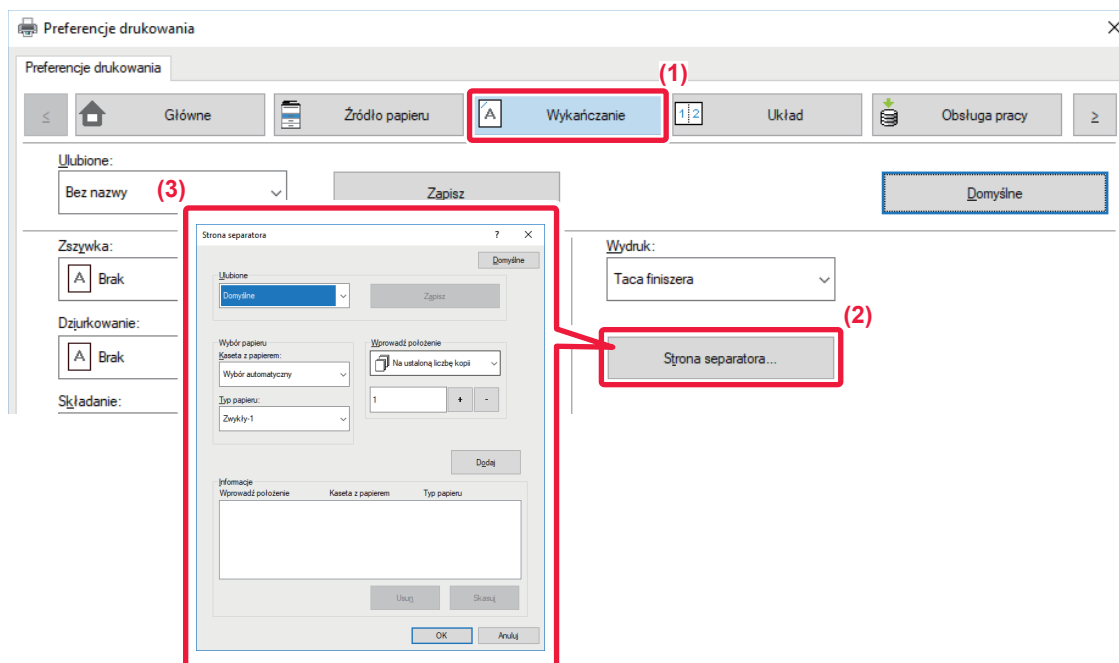 Preferencje drukowania
Preferencje drukowania
(1)
< Główne Źródło papieru Wykańczanie 1 2 Układ Obsługa pracy >
Ulubione:
Bez nazwy (3) Zapisz Domyślne
Zszywka:
A Brak
Dziurkowanie:
A Brak
Składanie:
Wydruk:
Taca finiszera
(2)
Strona separatora...
Strona separatora ? ×
Domyślne
Ulubione
Domyślne Zapisz
Wybór papieru
Kaseta z papierem:
Wybór automatyczny
Typ papieru:
Zwykły-1
Wprowadź położenie
Na ustaloną liczbę kopii
1 + -
Dodaj
Informacje
Wprowadź położenie Kaseta z papierem Typ papieru
Usuń Skasuj
OK Anuluj